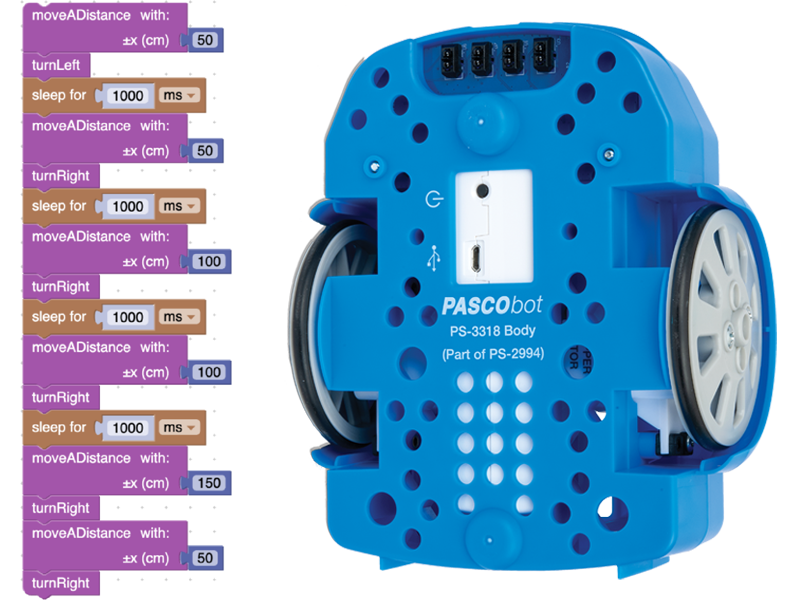 moveADistance with:
±x (cm) 50
turnLeft
sleep for 1000 ms
moveADistance with:
±x (cm) 50
turnRight
sleep for 1000 ms
moveADistance with:
±x (cm) 100
turnRight
sleep for 1000 ms
moveADistance with:
±x (cm) 100
turnRight
sleep for 1000 ms
moveADistance with:
±x (cm) 150
turnRight
moveADistance with:
±x (cm) 50
turnRight
PASCObot
PS-3318 Body
(Part of PS-2994)
PER
TOR